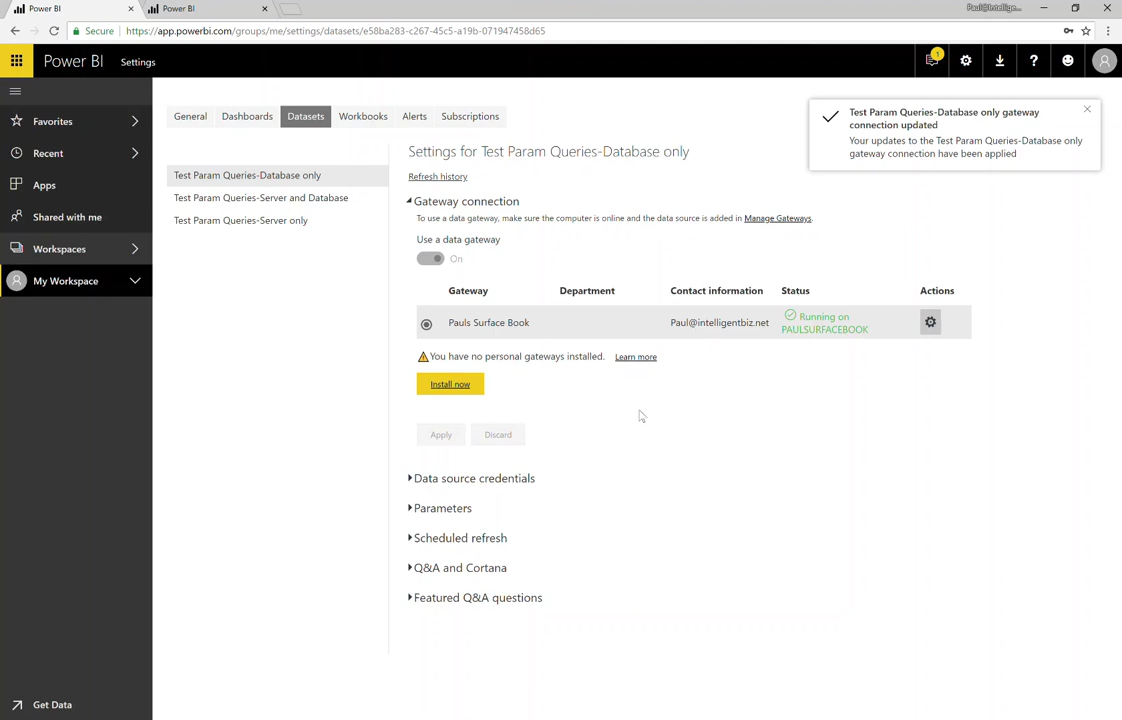 Power BI
Power BI
Paul@Intellige...
Secure
https://app.powerbi.com/groups/me/settings/datasets/e58ba283-c267-45c5-a19b-071947458d65
Power BI
Settings
1
Favorites
Recent
Apps
Shared with me
Workspaces
My Workspace
Get Data
General
Dashboards
Datasets
Workbooks
Alerts
Subscriptions
Test Param Queries-Database only gateway
connection updated
Your updates to the Test Param Queries-Database only
gateway connection have been applied
Test Param Queries-Database only
Test Param Queries-Server and Database
Test Param Queries-Server only
Settings for Test Param Queries-Database only
Refresh history
Gateway connection
To use a data gateway, make sure the computer is online and the data source is added in Manage Gateways.
Use a data gateway
On
Gateway Department Contact information Status Actions
Pauls Surface Book Paul@intelligentbiz.net Running on
PAULSURFACEBOOK
You have no personal gateways installed. Learn more
Install now
Apply Discard
Data source credentials
Parameters
Scheduled refresh
Q&A and Cortana
Featured Q&A questions